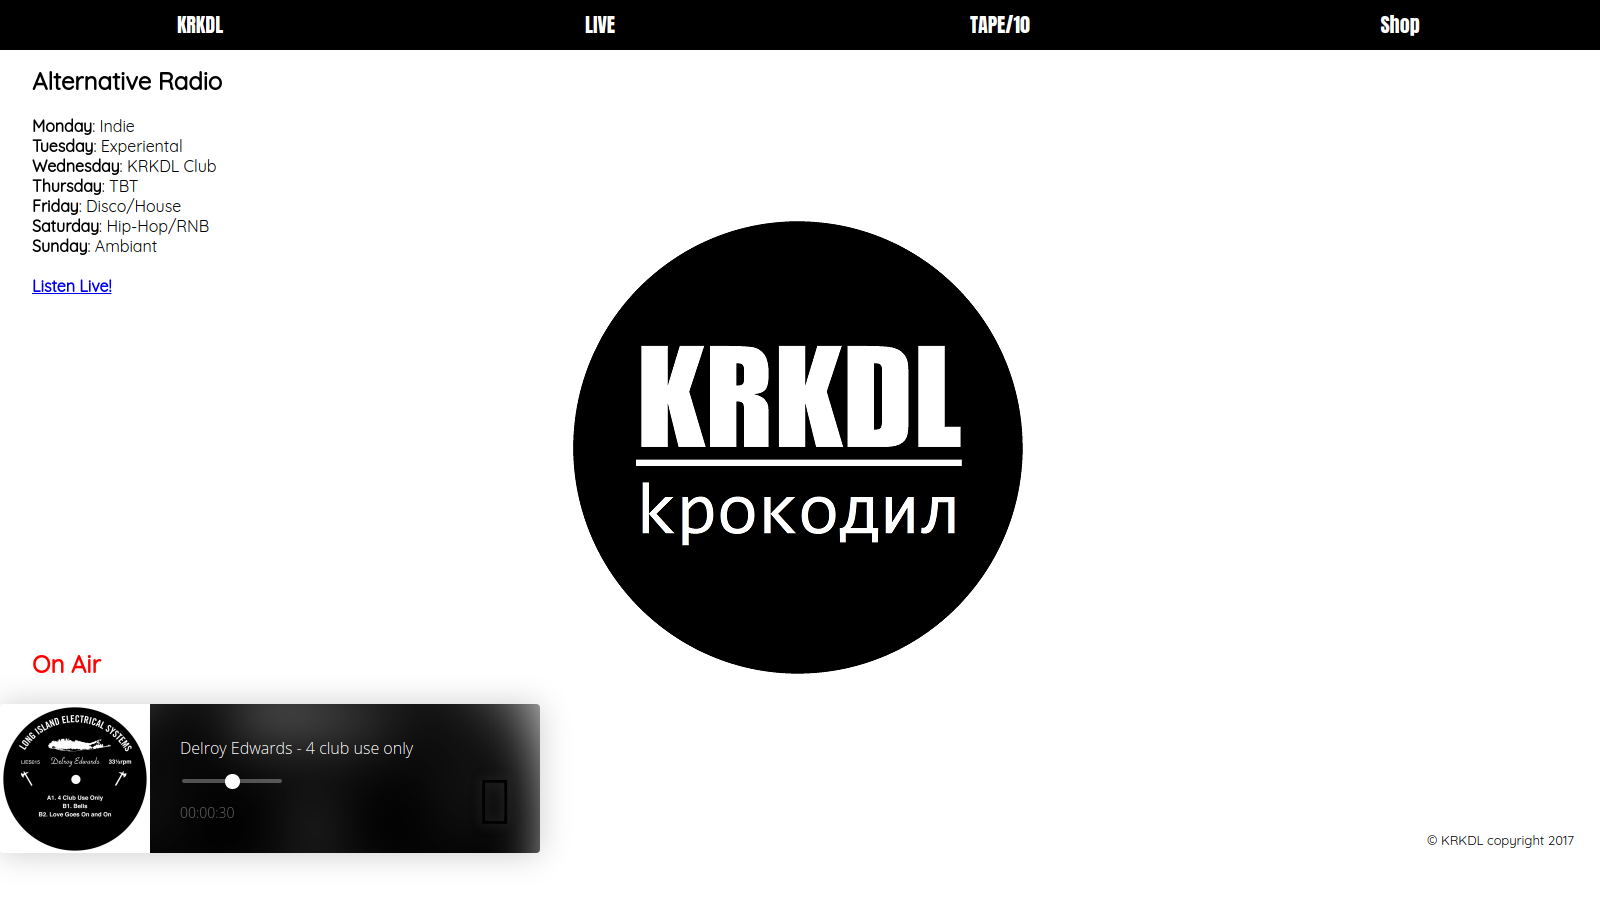 KRKDL LIVE TAPE/10 Shop
Alternative Radio
Monday: Indie
Tuesday: Experiental
Wednesday: KRKDL Club
Thursday: TBT
Friday: Disco/House
Saturday: Hip-Hop/RNB
Sunday: Ambiant
Listen Live!
KRKDL
kрокодил
On Air
LONG ISLAND ELECTRICAL SYSTEMS
LIES015 Delroy Edwards 33⅓rpm
A1. 4 Club Use Only
B1. Bells
B2. Love Goes On and On
Delroy Edwards - 4 club use only
00:00:30
© KRKDL copyright 2017